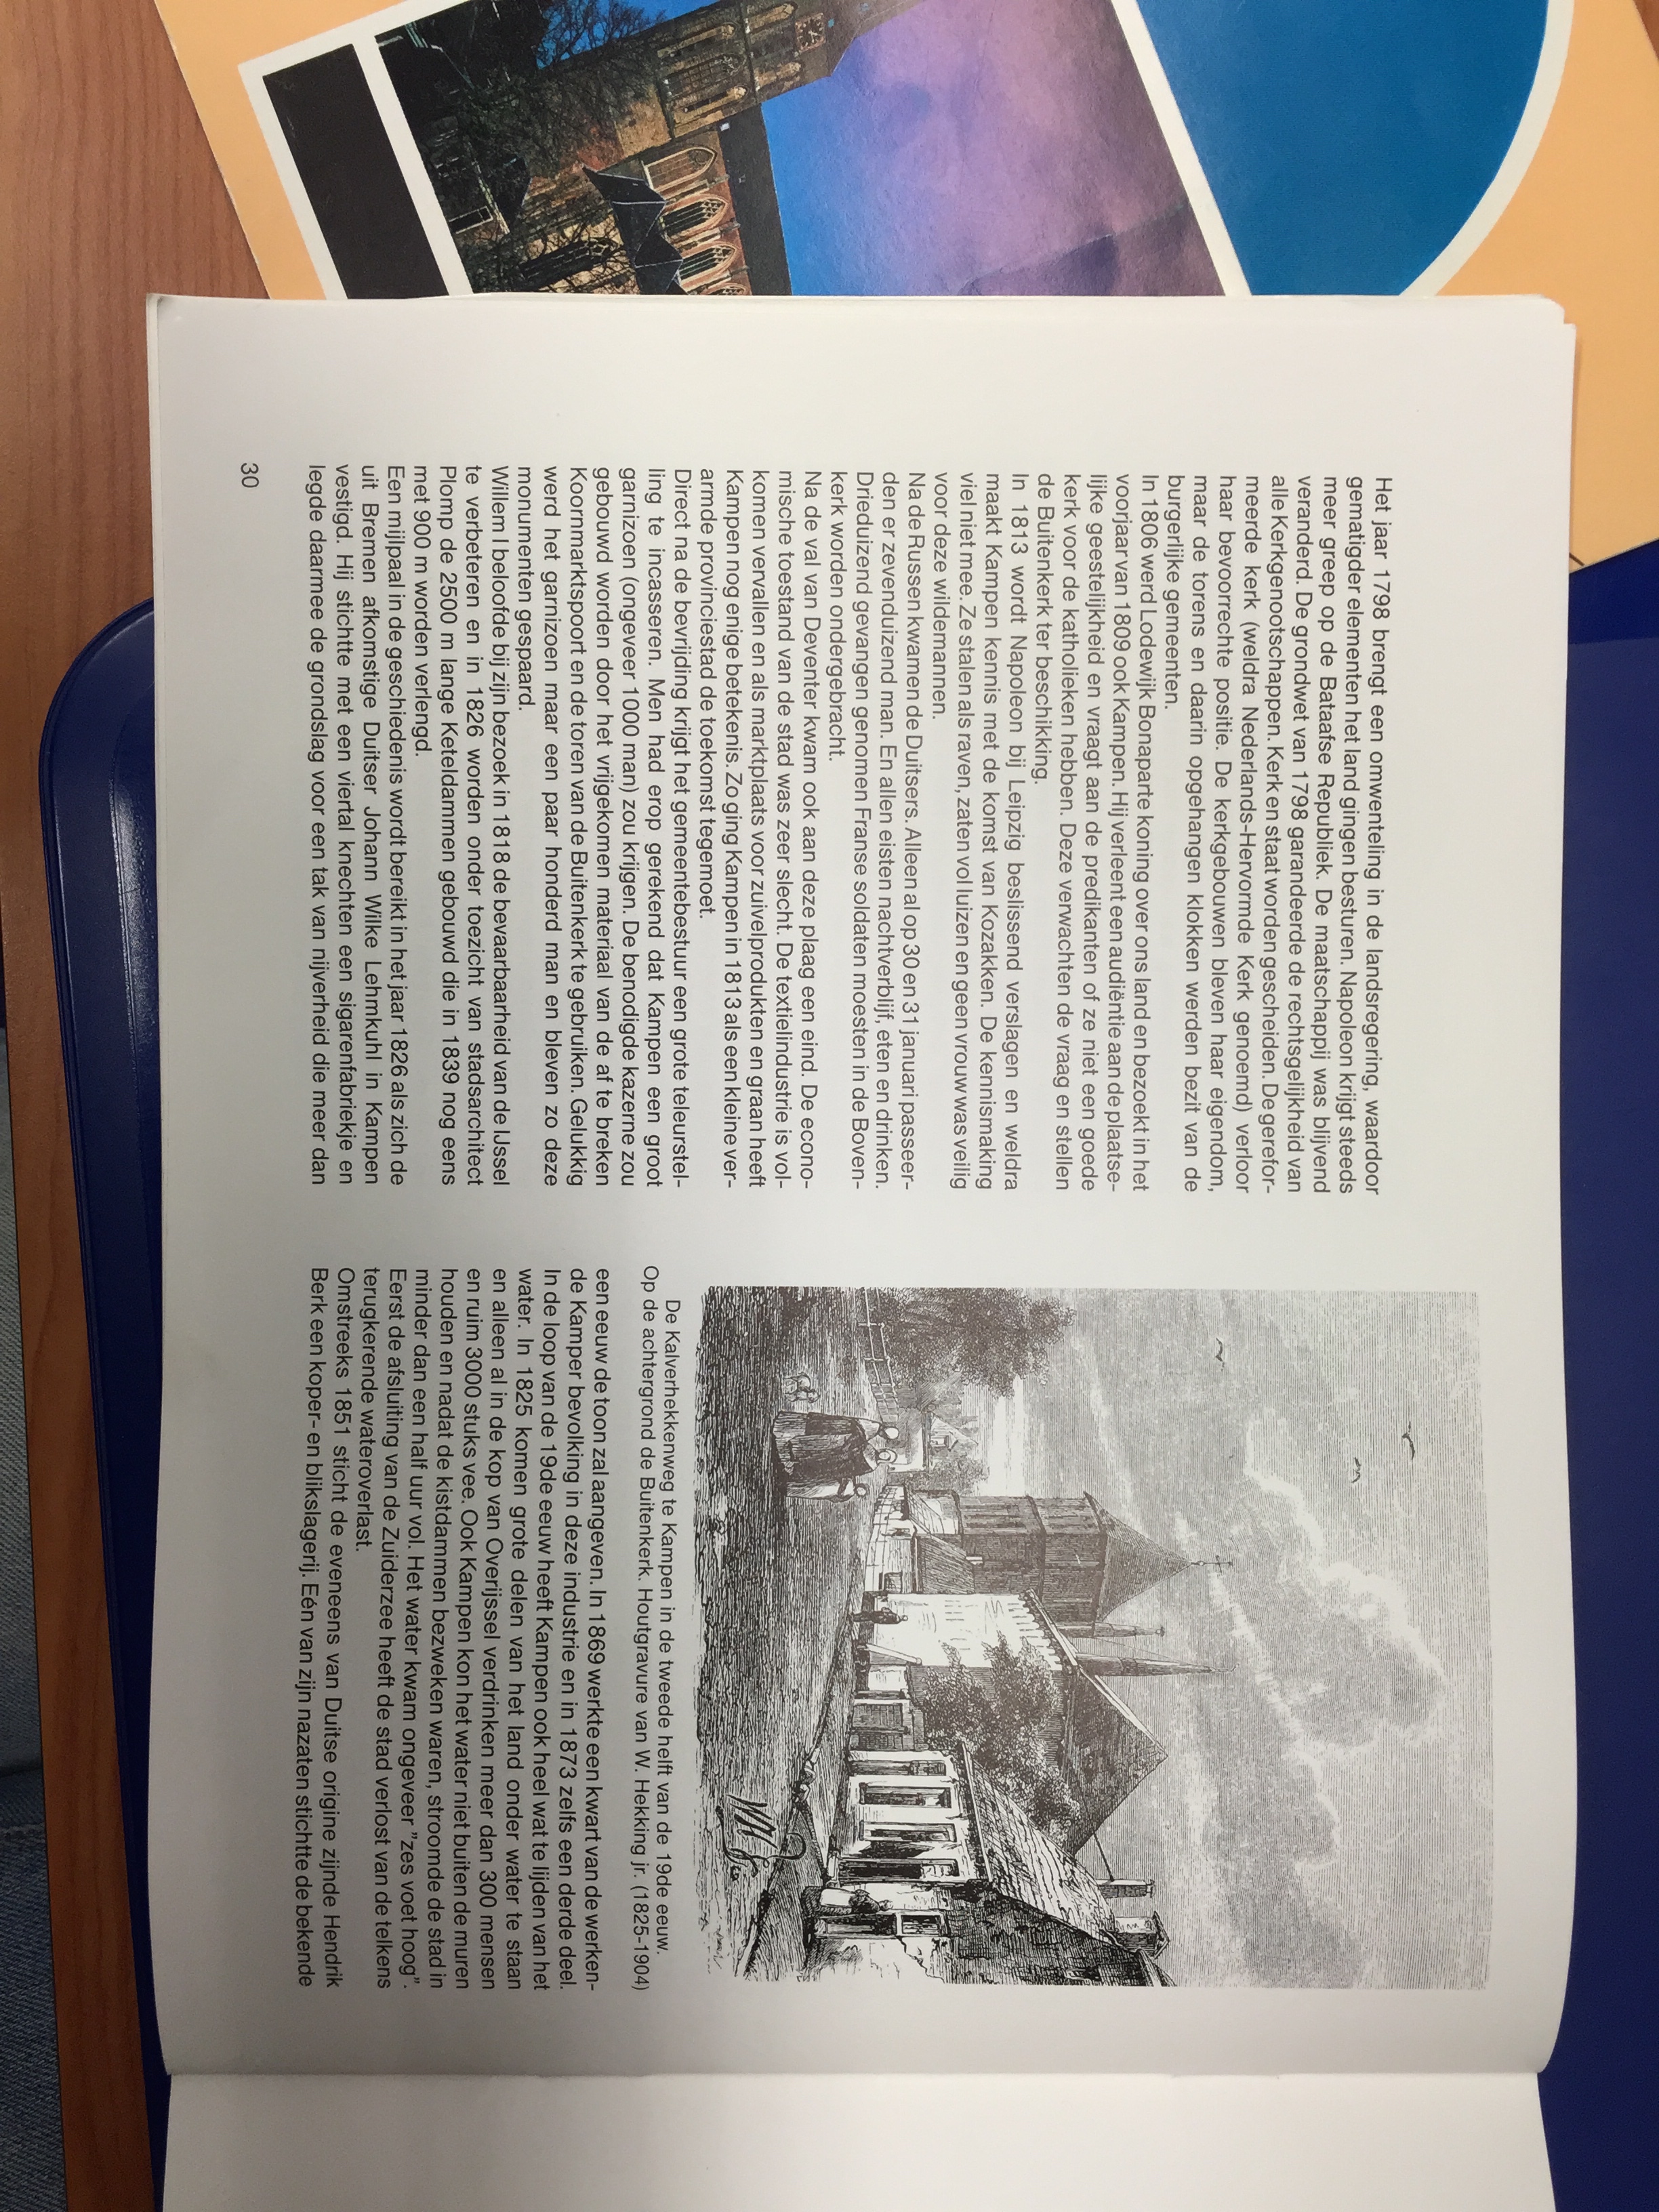 Het jaar 1798 brengt een omwenteling in de landsregering, waardoor
gematigder elementen het land gingen besturen. Napoleon krijgt steeds
meer greep op de Bataafse Republiek. De maatschappij was blijvend
veranderd. De grondwet van 1798 garandeerde de rechtsgelijkheid van
alle Kerkgenootschappen. Kerk en staat worden gescheiden. De gerefor-
meerde kerk (weldra Nederlands-Hervormde Kerk genoemd) verloor
haar bevoorrechte positie. De kerkgebouwen bleven haar eigendom,
maar de torens en daarin opgehangen klokken werden bezit van de
burgerlijke gemeenten.
In 1806 werd Lodewijk Bonaparte koning over ons land en bezoekt in het
voorjaar van 1809 ook Kampen. Hij verleent een audiëntie aan de plaatse-
lijke geestelijkheid en vraagt aan de predikanten of ze niet een goede
kerk voor de katholieken hebben. Deze verwachten de vraag en stellen
de Buitenkerk ter beschikking.
In 1813 wordt Napoleon bij Leipzig beslissend verslagen en weldra
maakt Kampen kennis met de komst van Kozakken. De kennismaking
viel niet mee. Ze stalen als raven, zaten vol luizen en geen vrouw was veilig
voor deze wildemannen.
Na de Russen kwamen de Duitsers. Alleen al op 30 en 31 januari passeer-
den er zevenduizend man. En allen eisten nachtverblijf, eten en drinken.
Drieduizend gevangen genomen Franse soldaten moesten in de Boven-
kerk worden ondergebracht.
Na de val van Deventer kwam ook aan deze plaag een eind. De econo-
mische toestand van de stad was zeer slecht. De textielindustrie is vol-
komen vervallen en als marktplaats voor zuivelprodukten en graan heeft
Kampen nog enige betekenis. Zo ging Kampen in 1813 als een kleine ver-
armde provinciestad de toekomst tegemoet.
Direct na de bevrijding krijgt het gemeentebestuur een grote teleurstel-
ling te incasseren. Men had erop gerekend dat Kampen een groot
garnizoen (ongeveer 1000 man) zou krijgen. De benodigde kazerne zou
gebouwd worden door het vrijgekomen materiaal van de af te breken
Koornmarktspoort en de toren van de Buitenkerk te gebruiken. Gelukkig
werd het garnizoen maar een paar honderd man en bleven zo deze
monumenten gespaard.
Willem I beloofde bij zijn bezoek in 1818 de bevaarbaarheid van de IJssel
te verbeteren en in 1826 worden onder toezicht van stadsarchitect
Plomp de 2500 m lange Keteldammen gebouwd die in 1839 nog eens
met 900 m worden verlengd.
Een mijlpaal in de geschiedenis wordt bereikt in het jaar 1826 als zich de
uit Bremen afkomstige Duitser Johann Wilke Lehmkuhl in Kampen
vestigd. Hij stichtte met een viertal knechten een sigarenfabriekje en
legde daarmee de grondslag voor een tak van nijverheid die meer dan
30
De Kalverhekkenweg te Kampen in de tweede helft van de 19de eeuw.
Op de achtergrond de Buitenkerk. Houtgravure van W. Hekking jr. (1825-1904)
een eeuw de toon zal aangeven. In 1869 werkte een kwart van de werken-
de Kamper bevolking in deze industrie en in 1873 zelfs een derde deel.
In de loop van de 19de eeuw heeft Kampen ook heel wat te lijden van het
water. In 1825 komen grote delen van het land onder water te staan
en alleen al in de kop van Overijssel verdrinken meer dan 300 mensen
en ruim 3000 stuks vee. Ook Kampen kon het water niet buiten de muren
houden en nadat de kistdammen bezweken waren, stroomde de stad in
minder dan een half uur vol. Het water kwam ongeveer ”zes voet hoog”.
Eerst de afsluiting van de Zuiderzee heeft de stad verlost van de telkens
terugkerende wateroverlast.
Omstreeks 1851 sticht de eveneens van Duitse origine zijnde Hendrik
Berk een koper- en blikslagerij. Eén van zijn nazaten stichtte de bekende